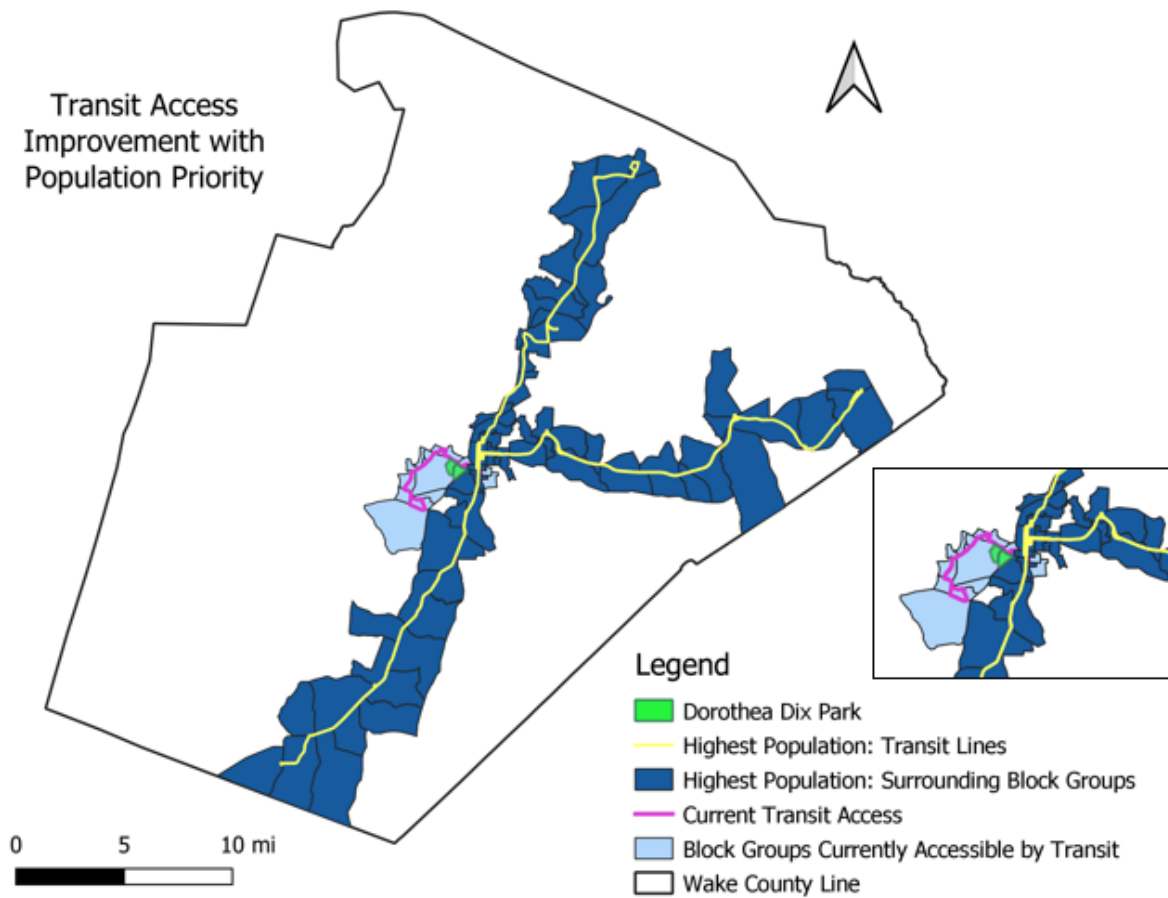 Transit Access
Improvement with
Population Priority
Legend
Dorothea Dix Park
Highest Population: Transit Lines
Highest Population: Surrounding Block Groups
Current Transit Access
Block Groups Currently Accessible by Transit
Wake County Line
0 5 10 mi